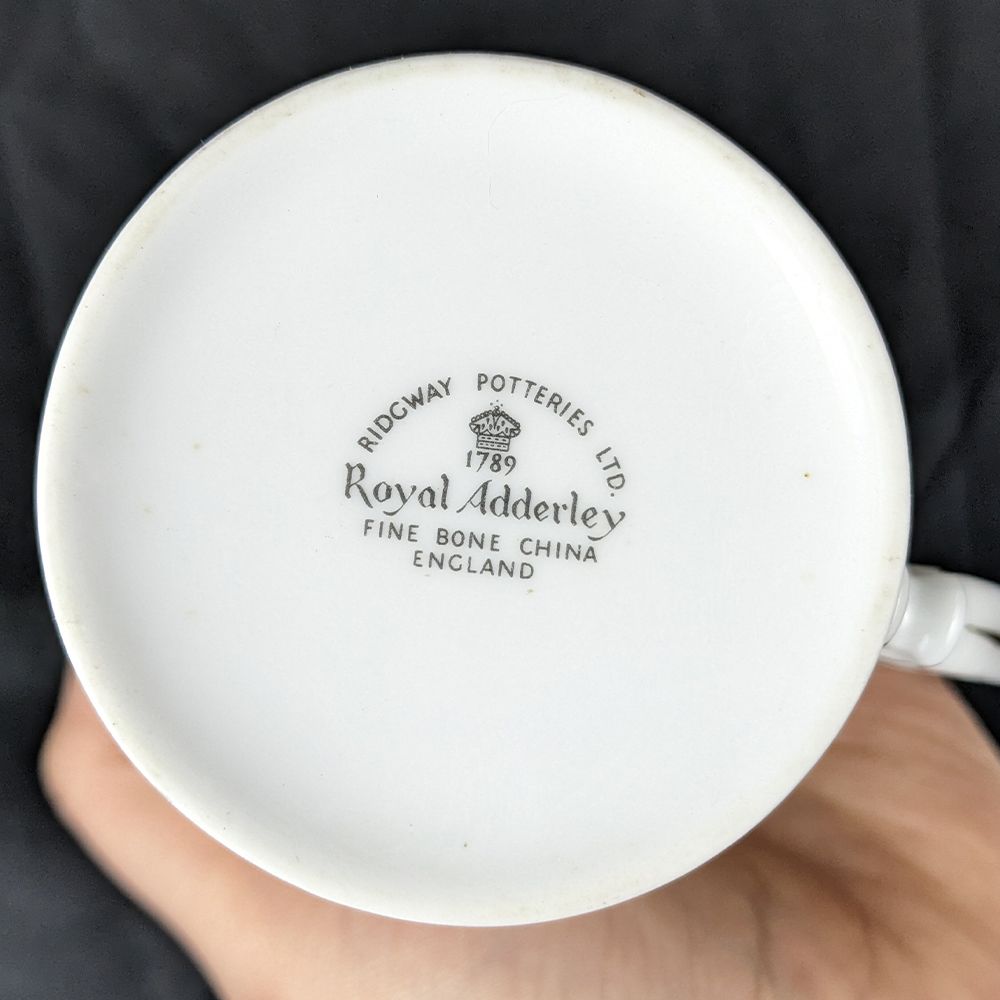 RIDGWAY POTTERIES LTD.
1789
Royal Adderley
FINE BONE CHINA
ENGLAND